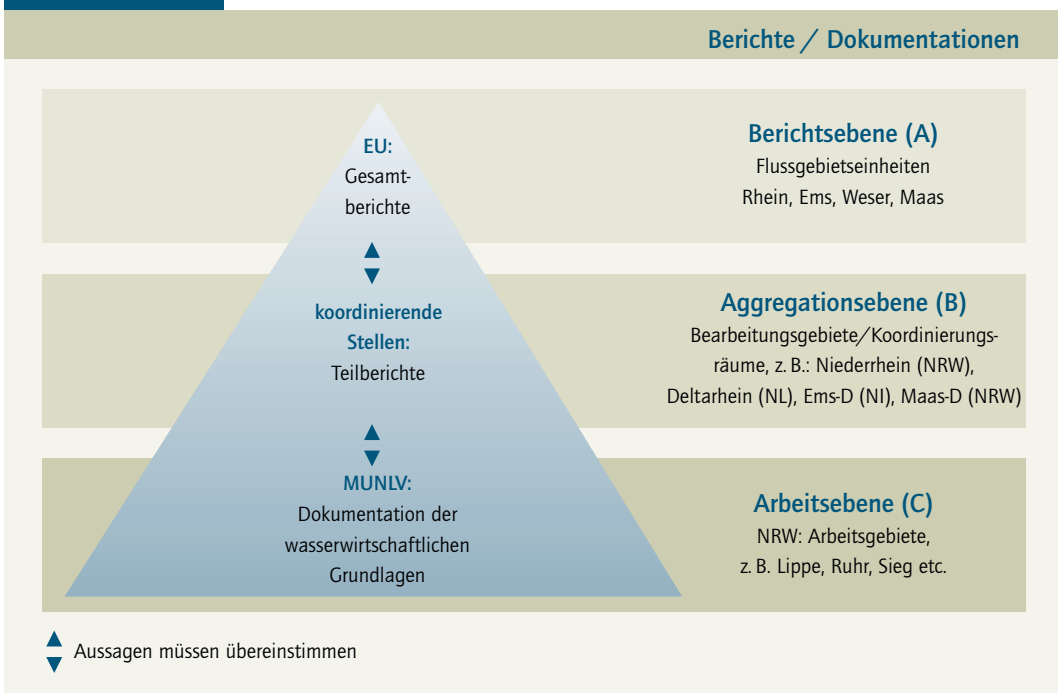 Berichte / Dokumentationen
EU:
Gesamt-
berichte
Berichtsebene (A)
Flussgebietseinheiten
Rhein, Ems, Weser, Maas
koordinierende
Stellen:
Teilberichte
Aggregationsebene (B)
Bearbeitungsgebiete/Koordinierungs-
räume, z. B.: Niederrhein (NRW),
Deltarhein (NL), Ems-D (NI), Maas-D (NRW)
MUNLV:
Dokumentation der
wasserwirtschaftlichen
Grundlagen
Arbeitsebene (C)
NRW: Arbeitsgebiete,
z. B. Lippe, Ruhr, Sieg etc.
Aussagen müssen übereinstimmen